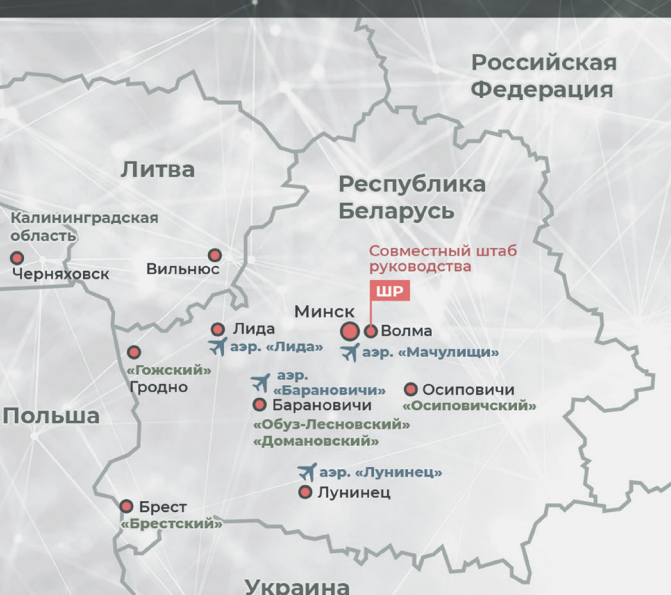 Российская
Федерация
Литва
Республика
Беларусь
Калининградская
область
Черняховск
Вильнюс
Совместный штаб
руководства
ШР
Минск
Волма
Лида
аэр. «Лида»
аэр. «Мачулищи»
«Гожский»
Гродно
аэр.
«Барановичи»
Барановичи
«Обуз-Лесновский»
«Домановский»
Осиповичи
«Осиповичский»
Польша
аэр. «Лунинец»
Лунинец
Брест
«Брестский»
Украина